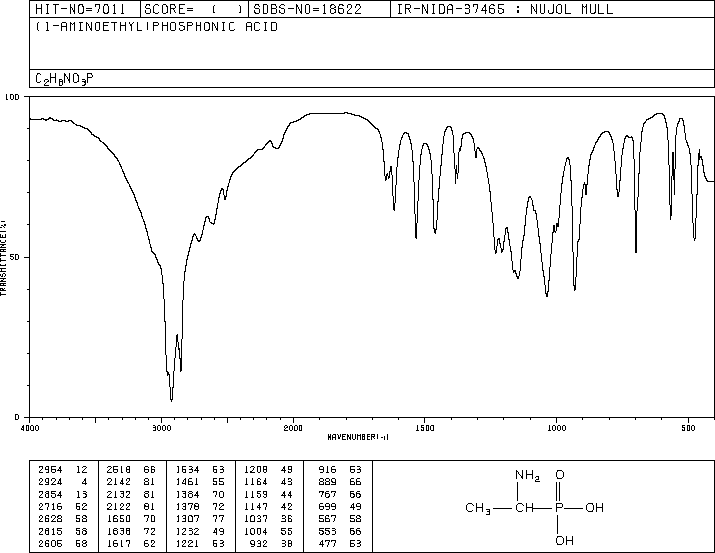 HIT-NO=7011 SCORE= ( ) SDBS-NO=18622 IR-NIDA-37465 : NUJOL MULL
(1-AMINOETHYL)PHOSPHONIC ACID
C2H8NO3P
100
TRANSMITTANCE(%)
50
0
4000 3000 2000 1500 1000 500
WAVENUMBER(-1)
2954 12 2518 66 1534 53 1208 49 916 53
2924 4 2142 81 1461 55 1164 43 889 66
2854 13 2132 81 1384 70 1159 44 767 66
2716 52 2122 81 1378 72 1147 42 699 49
2628 58 1650 70 1307 77 1037 36 567 58
2615 58 1638 72 1232 49 1004 55 553 66
2605 58 1617 62 1221 53 932 38 477 53
NH2 O
CH3 CH P OH
OH